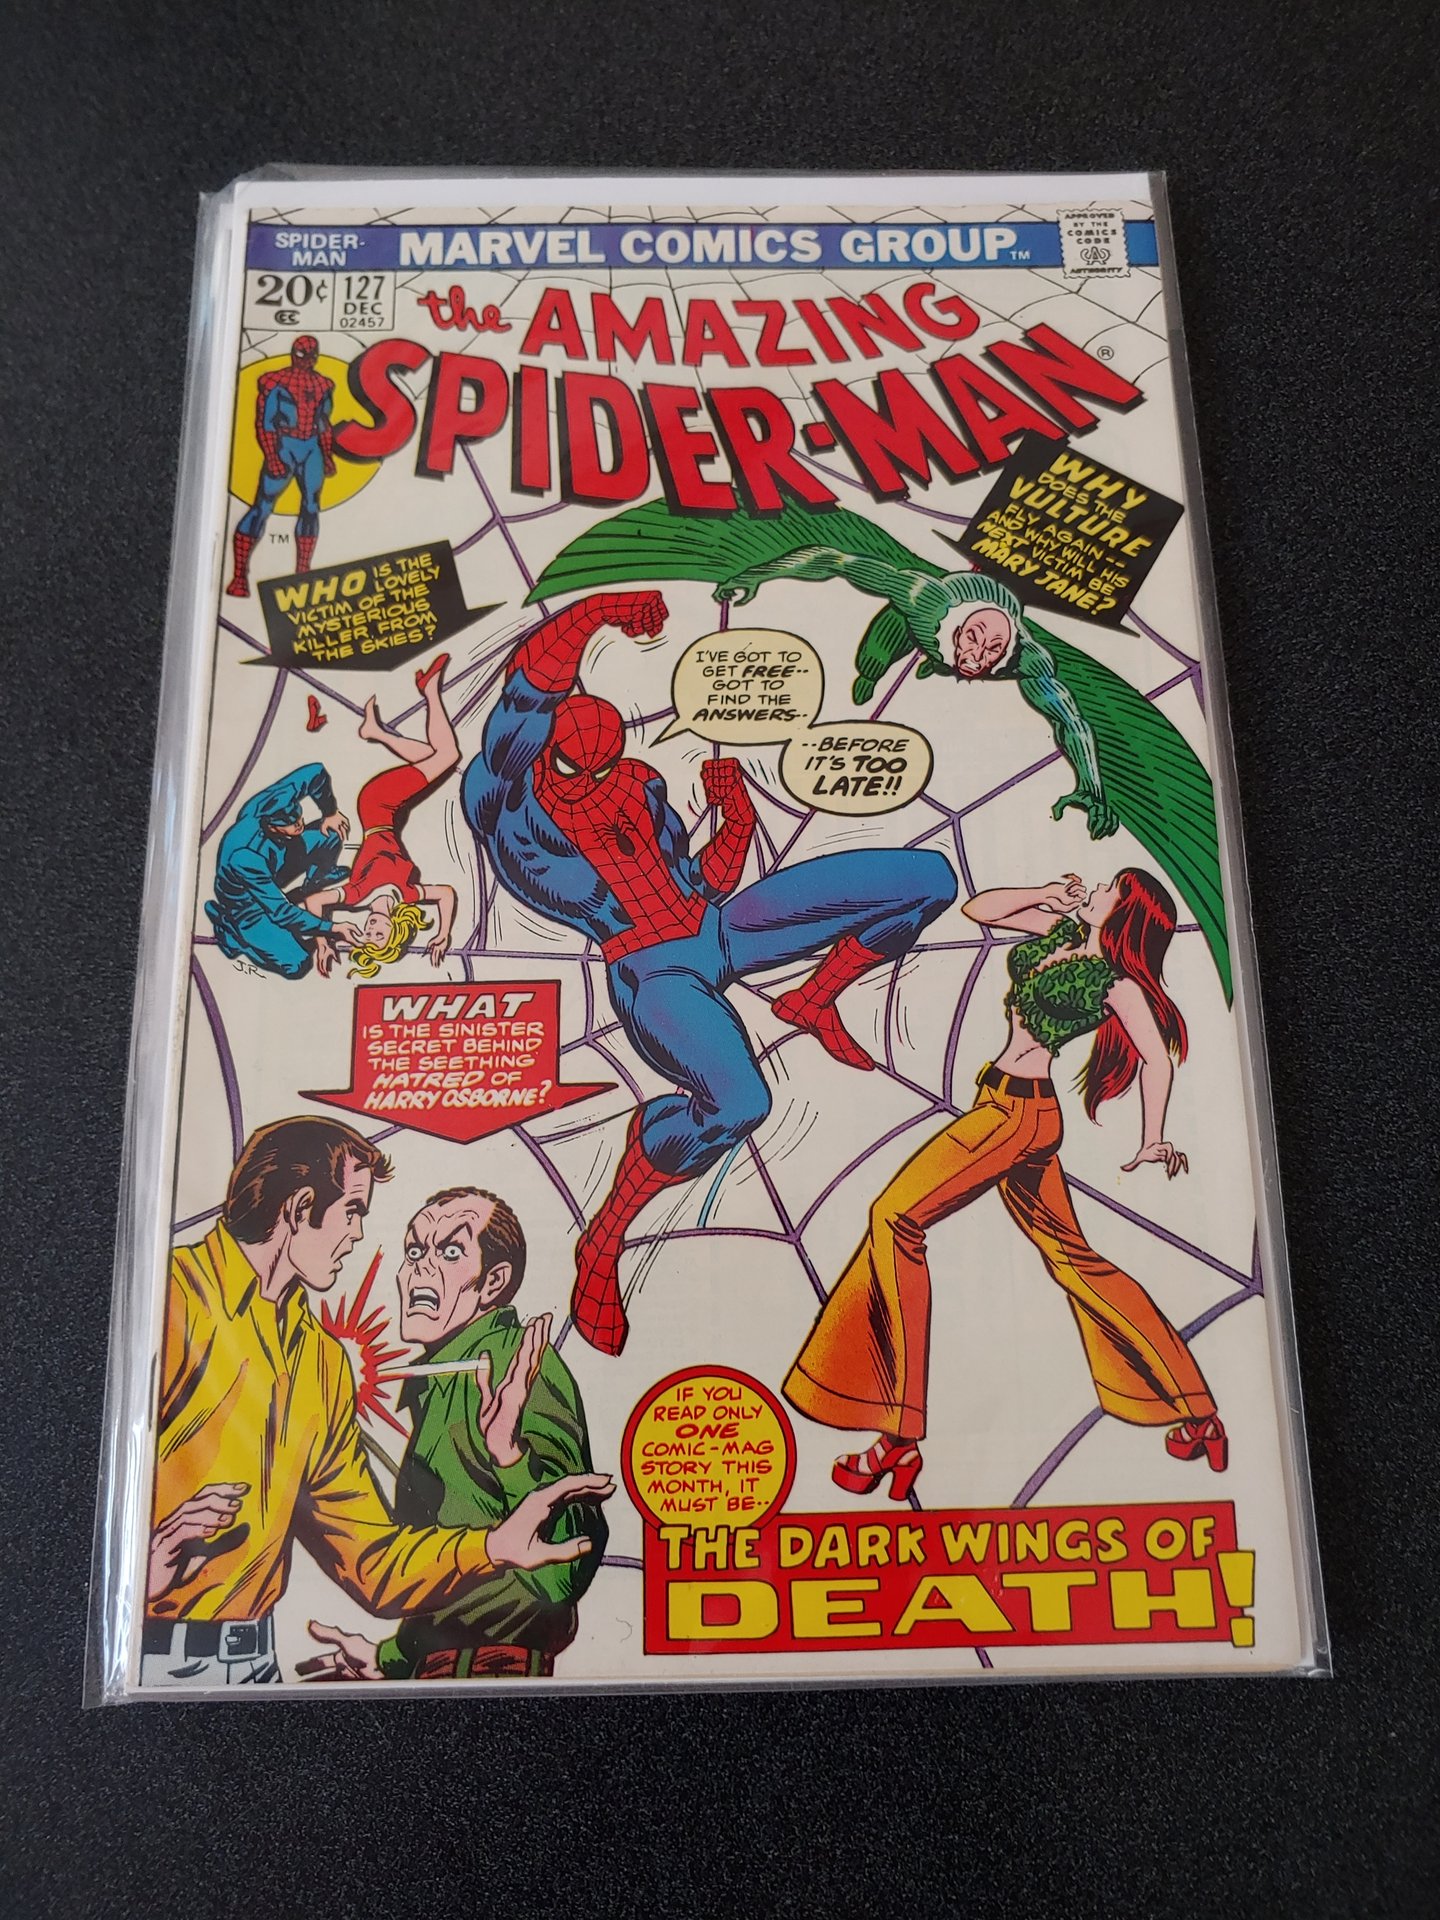 SPIDER-
MAN
MARVEL COMICS GROUP™
APPROVED
BY THE
COMICS
CODE
CA
AUTHORITY
20¢
CC
127
DEC
02457
the AMAZING
SPIDER-MAN®
TM
WHO IS THE
LOVELY
VICTIM OF THE
MYSTERIOUS
KILLER FROM
THE SKIES?
WHY
DOES THE
VULTURE
FLY AGAIN--
AND WHY WILL HIS
NEXT VICTIM BE
MARY JANE?
I'VE GOT TO
GET FREE--
GOT TO
FIND THE
ANSWERS--
--BEFORE
IT'S TOO
LATE!!
J.R.
WHAT
IS THE SINISTER
SECRET BEHIND
THE SEETHING
HATRED OF
HARRY OSBORNE?
IF YOU
READ ONLY
ONE
COMIC-MAG
STORY THIS
MONTH, IT
MUST BE--
THE DARK WINGS OF
DEATH!